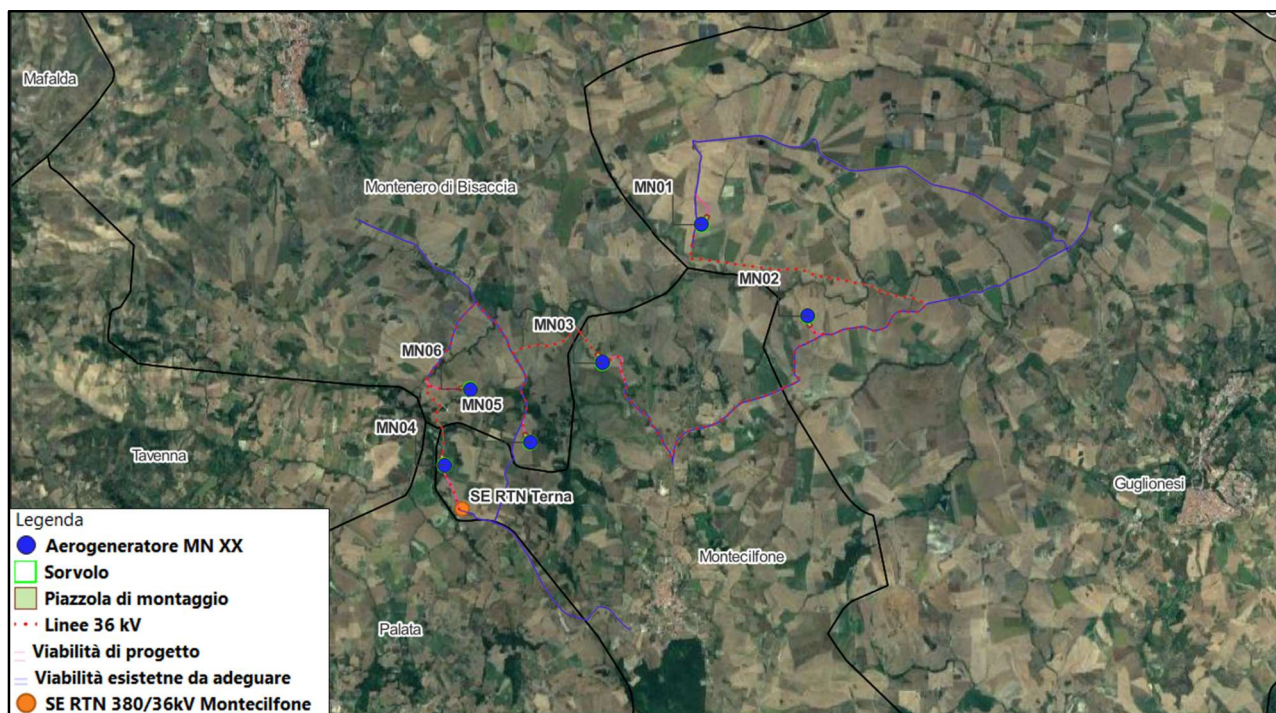 Mafalda
Montenero di Bisaccia
MN01
MN02
MN03
MN06
MN05
MN04
Tavenna
SE RTN Terna
Guglionesi
Montecilfone
Palata
Legenda
Aerogeneratore MN XX
Sorvolo
Piazzola di montaggio
Linee 36 kV
Viabilità di progetto
Viabilità esistetne da adeguare
SE RTN 380/36kV Montecilfone